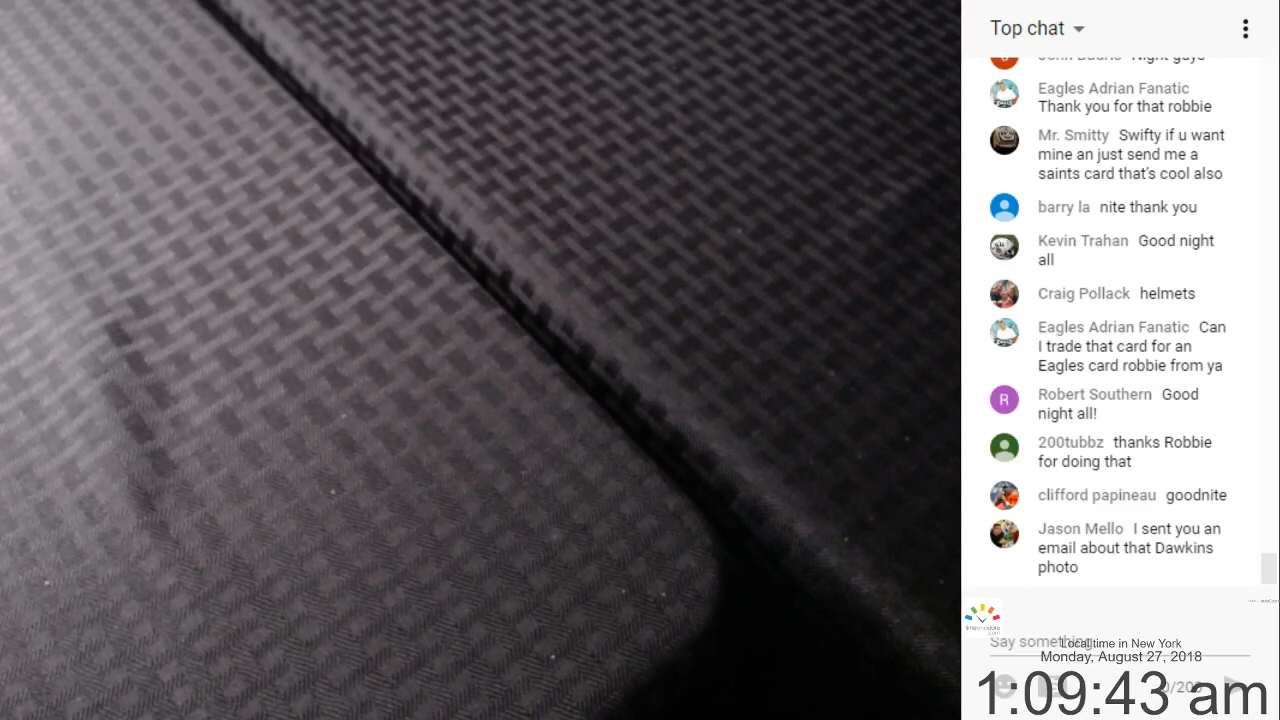 Top chat
Night guys
Eagles Adrian Fanatic
Thank you for that robbie
Mr. Smitty Swifty if u want
mine an just send me a
saints card that's cool also
barry la nite thank you
Kevin Trahan Good night
all
Craig Pollack helmets
Eagles Adrian Fanatic Can
I trade that card for an
Eagles card robbie from ya
R
Robert Southern Good
night all!
200tubbz thanks Robbie
for doing that
clifford papineau goodnite
Jason Mello I sent you an
email about that Dawkins
photo
Say something
Local time in New York
Monday, August 27, 2018
1:09:43 am